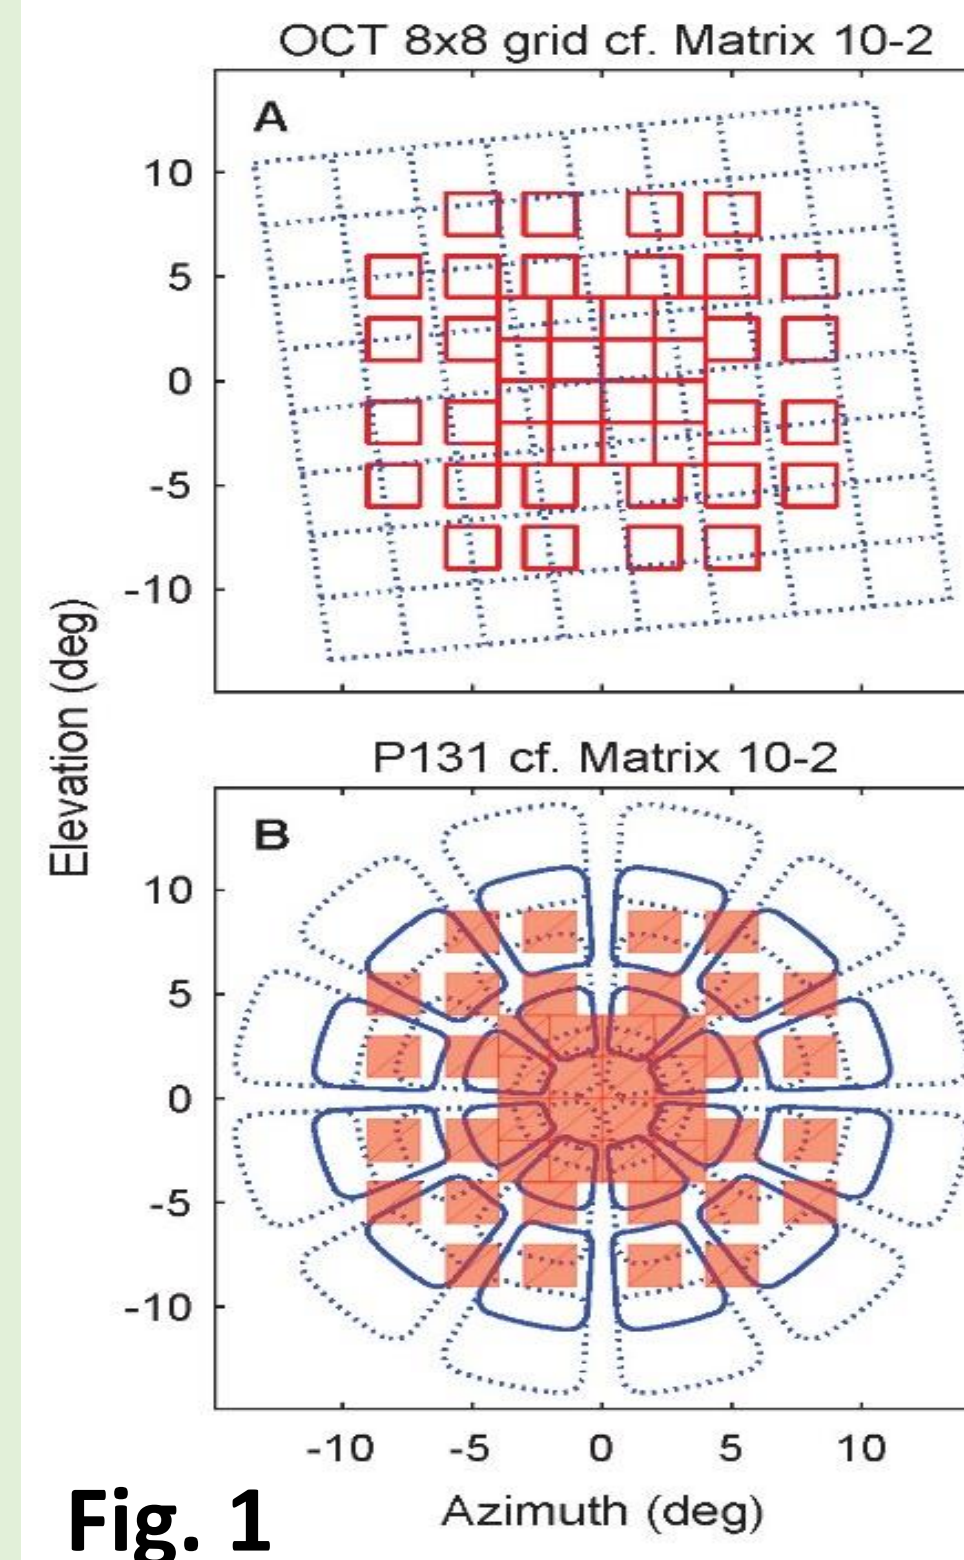 OCT 8x8 grid cf. Matrix 10-2
A
10
5
0
-5
-10
Elevation (deg)
P131 cf. Matrix 10-2
B
10
5
0
-5
-10
-10 -5 0 5 10
Azimuth (deg)
Fig. 1